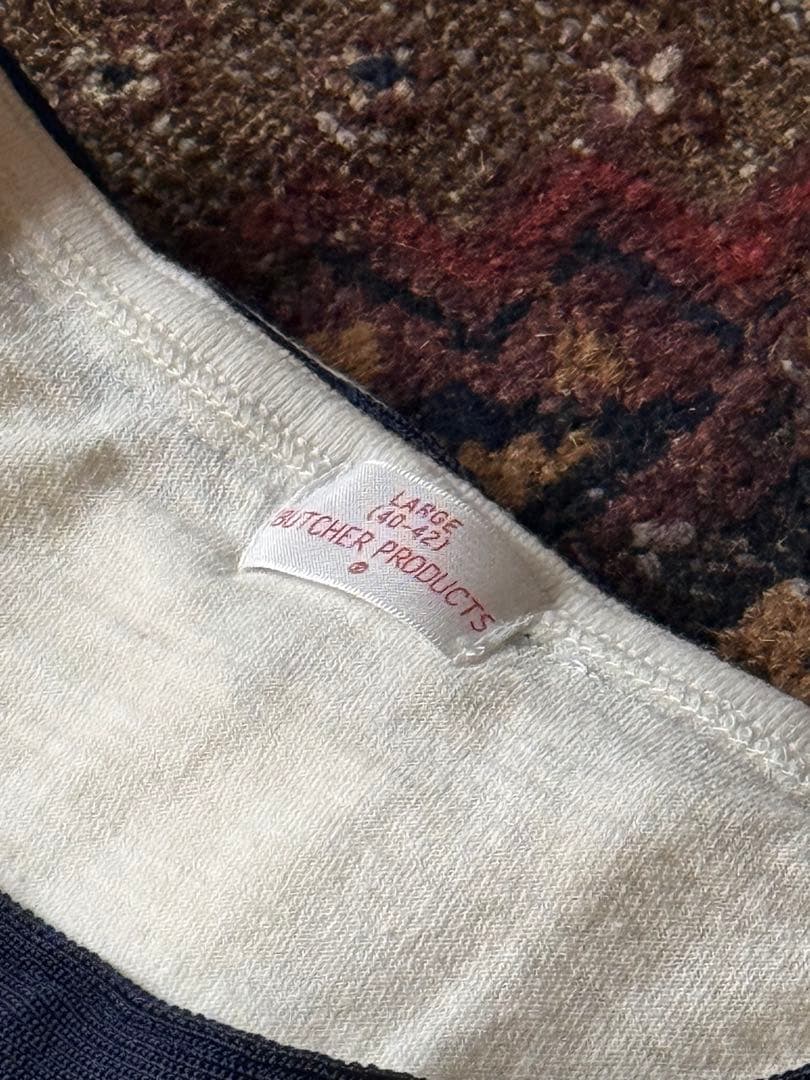 LARGE
(40-42)
BUTCHER PRODUCTS